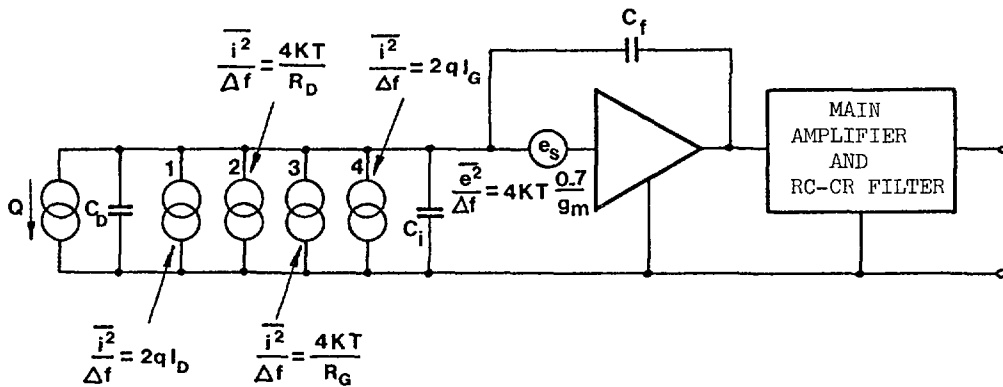 C_f
i²/Δf = 4KT/R_D
i²/Δf = 2qI_G
MAIN
AMPLIFIER
AND
RC-CR FILTER
1
2
3
4
e_s
Q
C_D
C_i
e²/Δf = 4KT 0.7/g_m
i²/Δf = 2qI_D
i²/Δf = 4KT/R_G